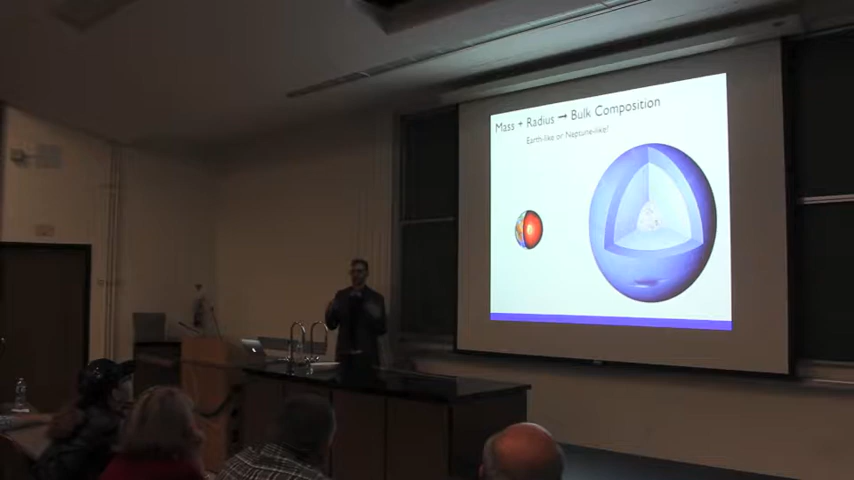 Mass + Radius → Bulk Composition
Earth-like or Neptune-like?